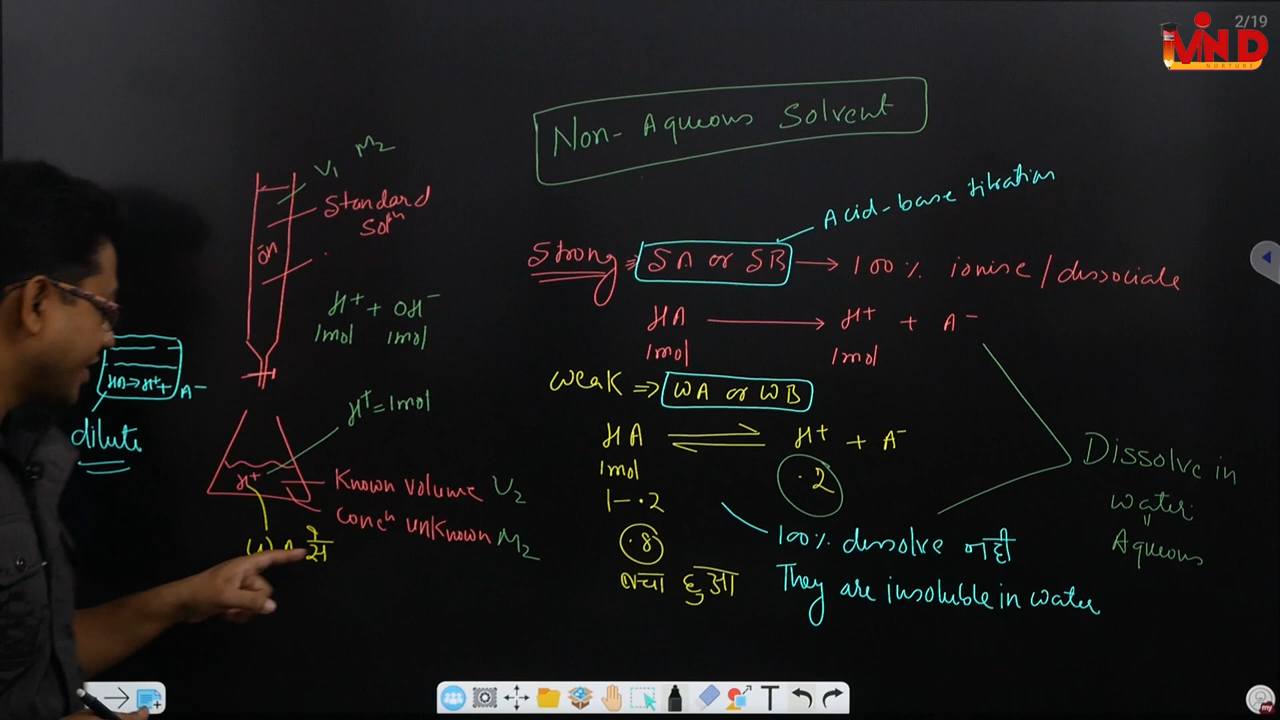 2/19
VND
NURTURE
Non-Aqueous Solvent
V₁ M₂
Standard
Solⁿ
H⁺ + OH⁻
1mol 1mol
H⁺ = 1mol
HA → H⁺ + A⁻
dilute
H⁺
Known volume V₂
concⁿ unknown M₂
Acid-base titration
Strong ⇒ SA or SB → 100% ionise/dissociate
HA → H⁺ + A⁻
1mol 1mol
weak ⇒ WA or WB
HA ⇌ H⁺ + A⁻
1mol
1-.2 .2
.8
बचा हुआ
100% dissolve नही
They are insoluble in water
Dissolve in
water
Aqueous
T
my